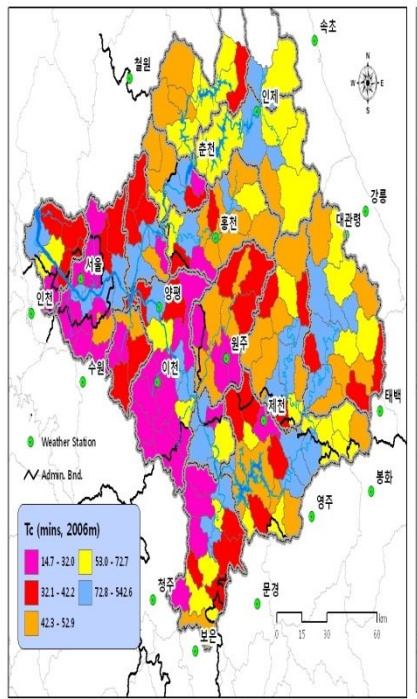 속초
철원
N
W E
S
인제
춘천
강릉
홍천
대관령
서울
인천
양평
원주
수원
이천
제천
태백
Weather Station
Admin. Bnd.
봉화
영주
Tc (mins, 2006m)
14.7 - 32.0
53.0 - 72.7
32.1 - 42.2
72.8 - 542.6
42.3 - 52.9
청주
문경
보은
km
0 15 30 60